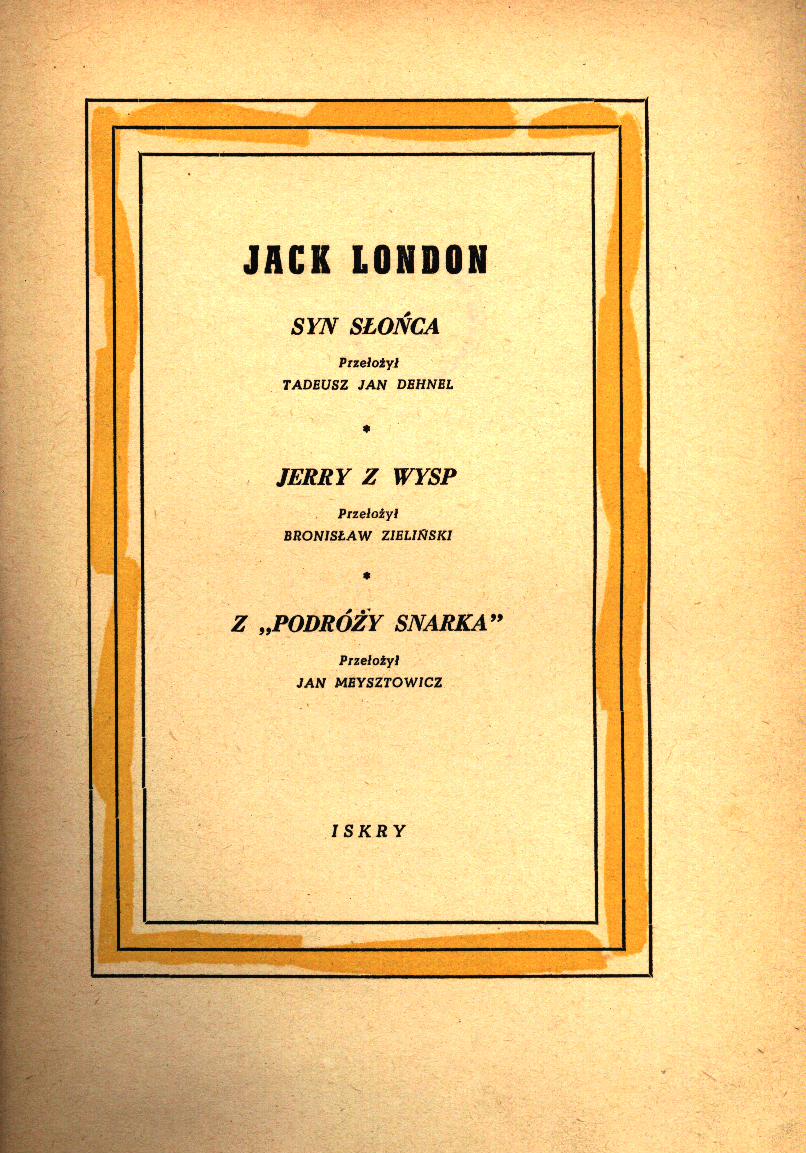 JACK LONDON
SYN SŁOŃCA
Przełożył
TADEUSZ JAN DEHNEL
*
JERRY Z WYSP
Przełożył
BRONISŁAW ZIELIŃSKI
*
Z „PODRÓŻY SNARKA”
Przełożył
JAN MEYSZTOWICZ
ISKRY